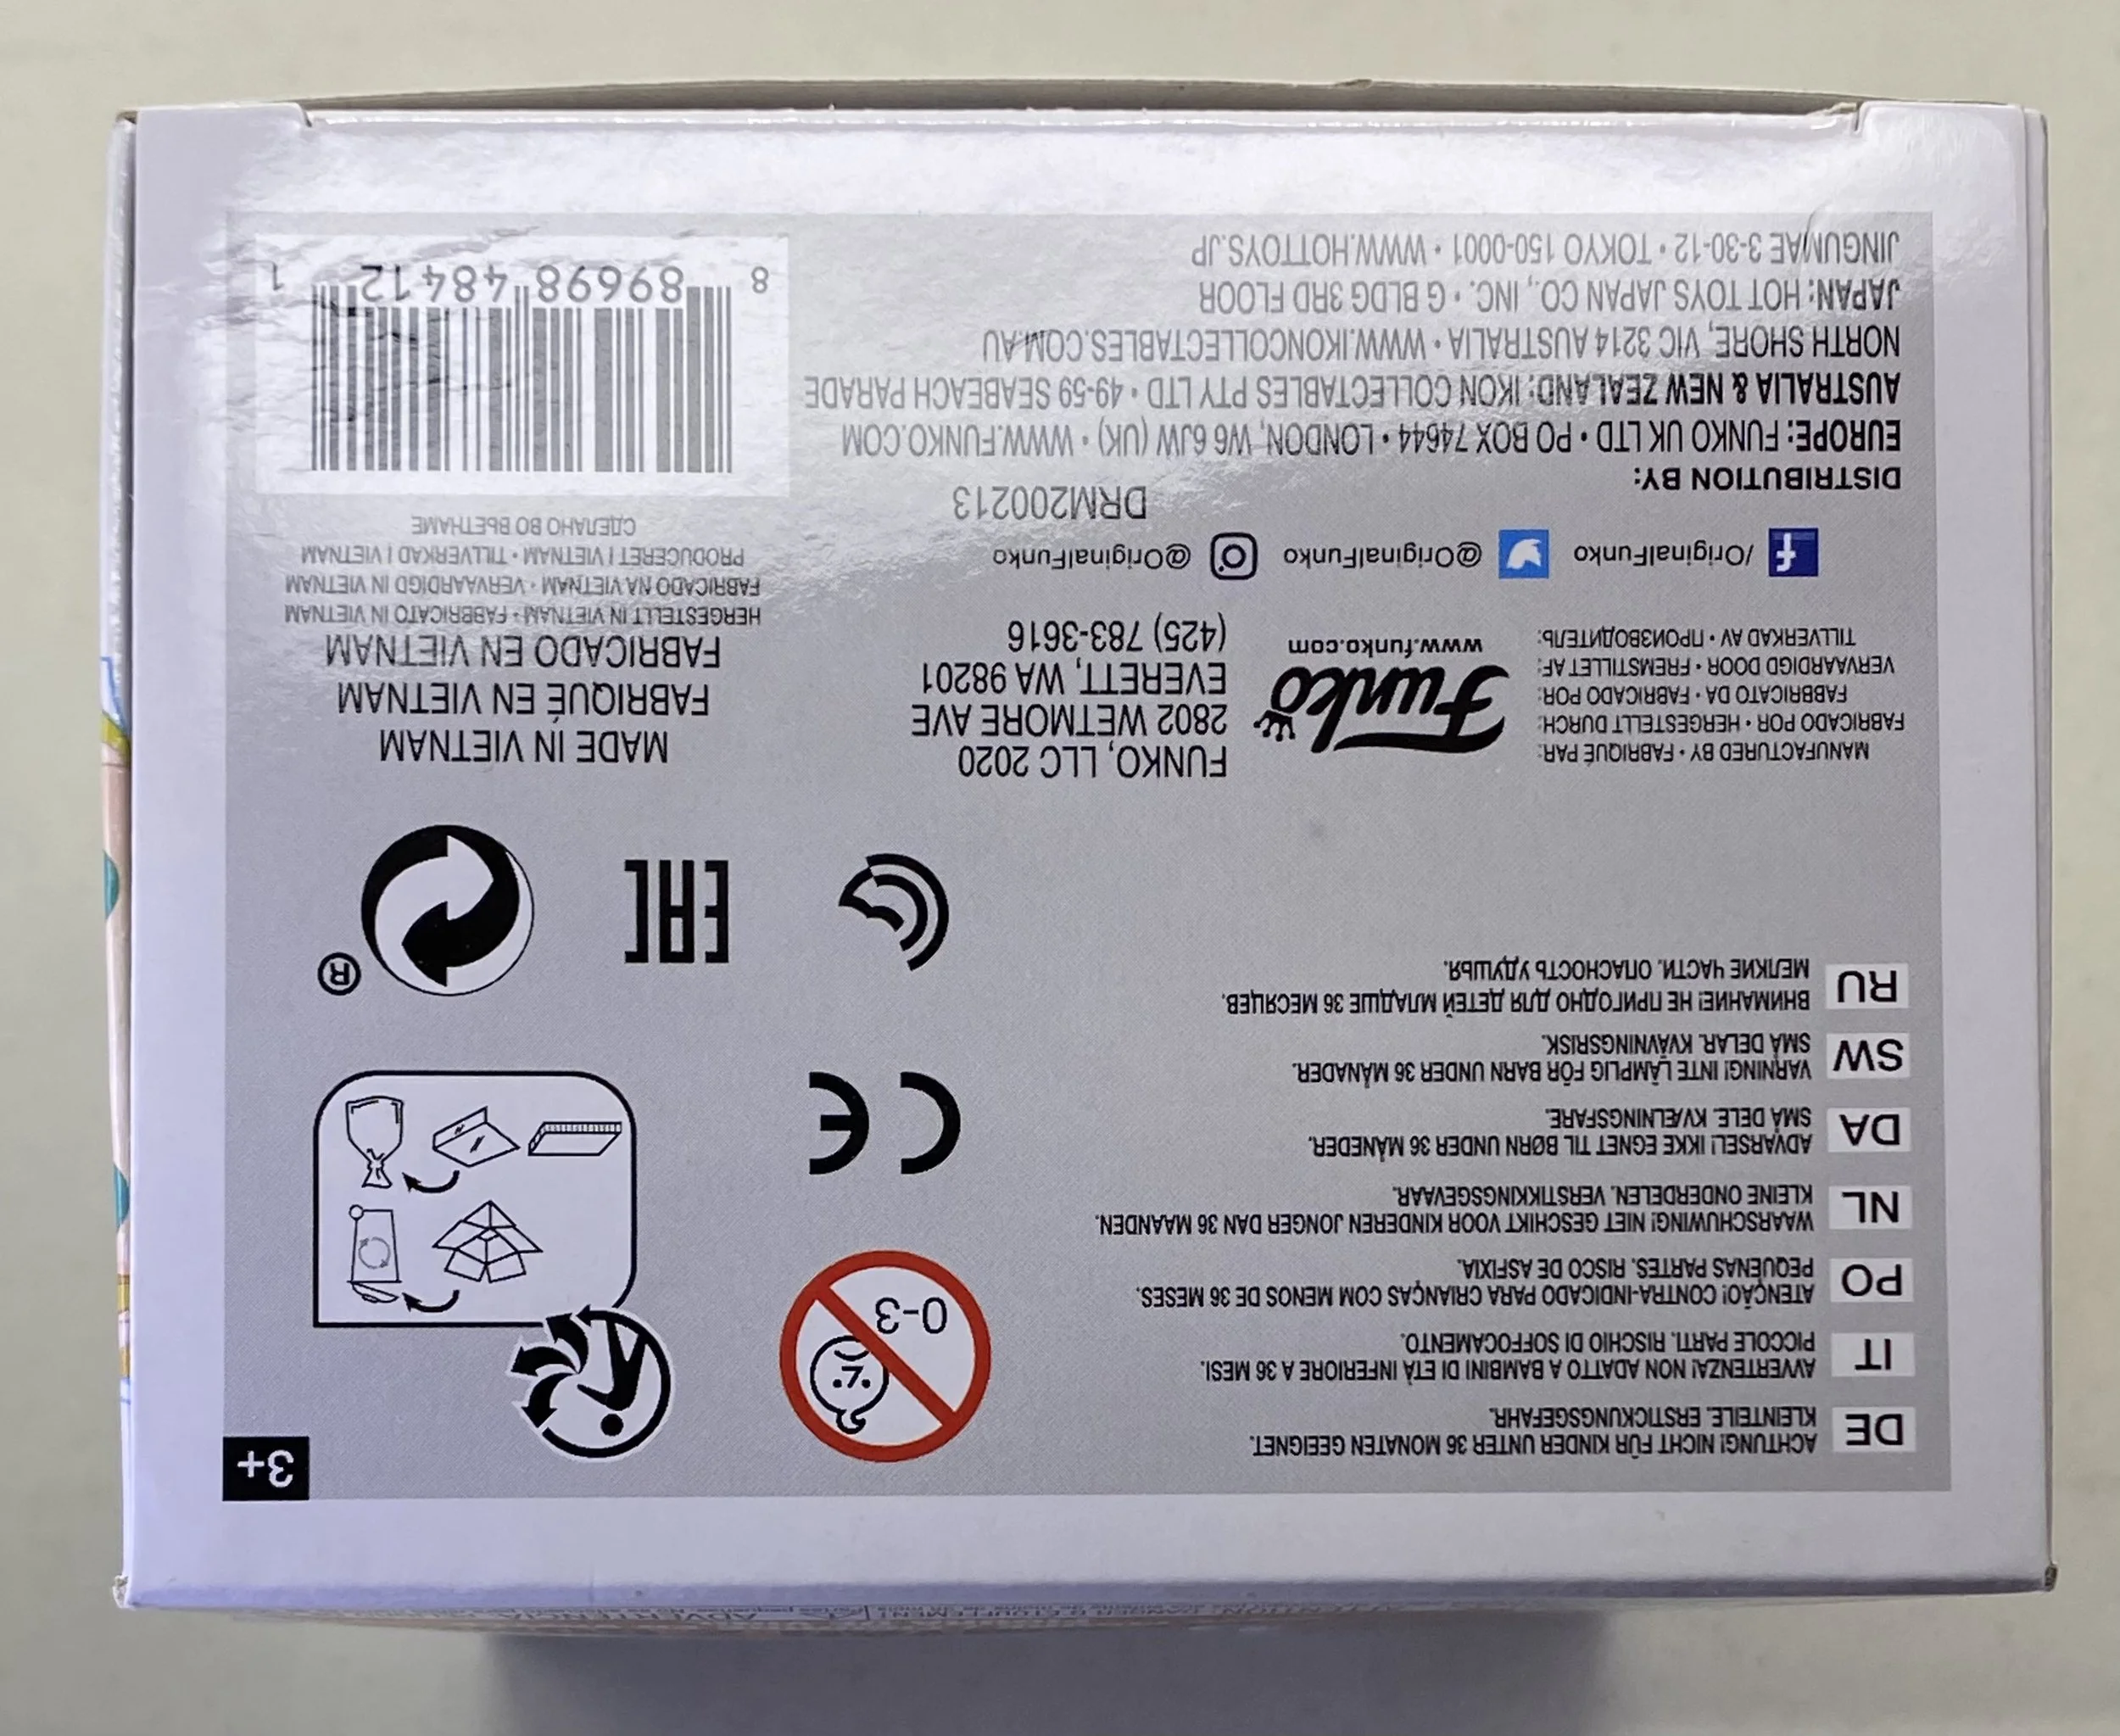 3+
DE
ACHTUNG! NICHT FÜR KINDER UNTER 36 MONATEN GEEIGNET.
KLEINTEILE. ERSTICKUNGSGEFAHR.
IT
AVVERTENZA! NON ADATTO A BAMBINI DI ETÀ INFERIORE A 36 MESI.
PICCOLE PARTI. RISCHIO DI SOFFOCAMENTO.
PO
ATENÇÃO! CONTRA-INDICADO PARA CRIANÇAS COM MENOS DE 36 MESES.
PEQUENAS PARTES. RISCO DE ASFIXIA.
NL
WAARSCHUWING! NIET GESCHIKT VOOR KINDEREN JONGER DAN 36 MAANDEN.
KLEINE ONDERDELEN. VERSTIKKINGSGEVAAR.
DA
ADVARSEL! IKKE EGNET TIL BØRN UNDER 36 MÅNEDER.
SMÅ DELE. KVÆLNINGSFARE.
SW
VARNING! INTE LÄMPLIG FÖR BARN UNDER 36 MÅNADER.
SMÅ DELAR. KVÄVNINGSRISK.
RU
ВНИМАНИЕ! НЕ ПРИГОДНО ДЛЯ ДЕТЕЙ МЛАДШЕ 36 МЕСЯЦЕВ.
МЕЛКИЕ ЧАСТИ. ОПАСНОСТЬ УДУШЬЯ.
0-3
CE
EAC
®
MANUFACTURED BY • FABRIQUÉ PAR:
FABRICADO POR • HERGESTELLT DURCH:
FABBRICATO DA • FABRICADO POR:
VERVAARDIGD DOOR • FREMSTILLET AF:
TILLVERKAD AV • ПРОИЗВОДИТЕЛЬ:
Funko
www.funko.com
FUNKO, LLC 2020
2802 WETMORE AVE
EVERETT, WA 98201
(425) 783-3616
/OriginalFunko
@OriginalFunko
@OriginalFunko
DRM200213
DISTRIBUTION BY:
EUROPE: FUNKO UK LTD • PO BOX 74644 • LONDON, W6 6JW (UK) • WWW.FUNKO.COM
AUSTRALIA & NEW ZEALAND: IKON COLLECTABLES PTY LTD • 49-59 SEABEACH PARADE
NORTH SHORE, VIC 3214 AUSTRALIA • WWW.IKONCOLLECTABLES.COM.AU
JAPAN: HOT TOYS JAPAN CO., INC. • G BLDG 3RD FLOOR
JINGUMAE 3-30-12 • TOKYO 150-0001 • WWW.HOTTOYS.JP
MADE IN VIETNAM
FABRIQUÉ EN VIETNAM
FABRICADO EN VIETNAM
HERGESTELLT IN VIETNAM • FABBRICATO IN VIETNAM
FABRICADO NA VIETNAM • VERVAARDIGD IN VIETNAM
PRODUCERET I VIETNAM • TILLVERKAD I VIETNAM
СДЕЛАНО ВО ВЬЕТНАМЕ
8 89698 48412 1